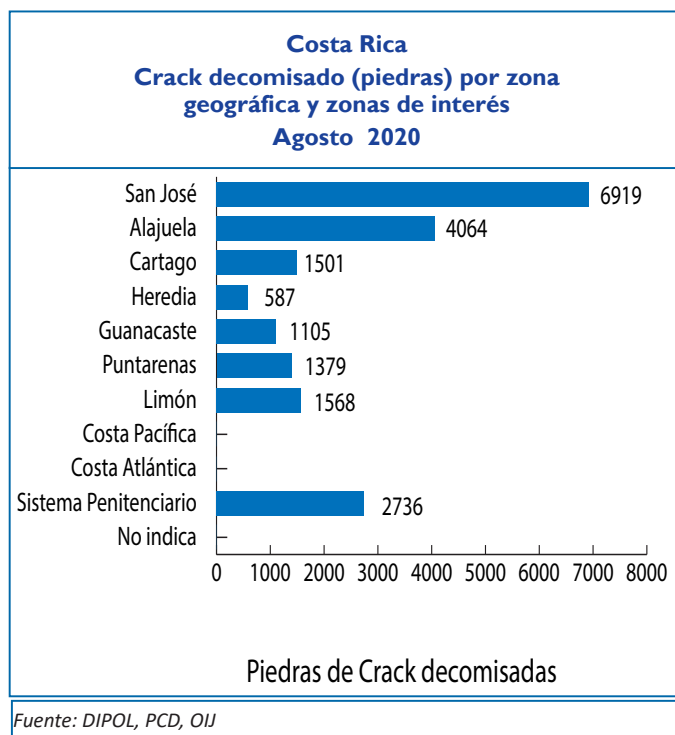 Costa Rica
Crack decomisado (piedras) por zona
geográfica y zonas de interés
Agosto 2020
San José 6919
Alajuela 4064
Cartago 1501
Heredia 587
Guanacaste 1105
Puntarenas 1379
Limón 1568
Costa Pacífica
Costa Atlántica
Sistema Penitenciario 2736
No indica
0 1000 2000 3000 4000 5000 6000 7000 8000
Piedras de Crack decomisadas
Fuente: DIPOL, PCD, OIJ